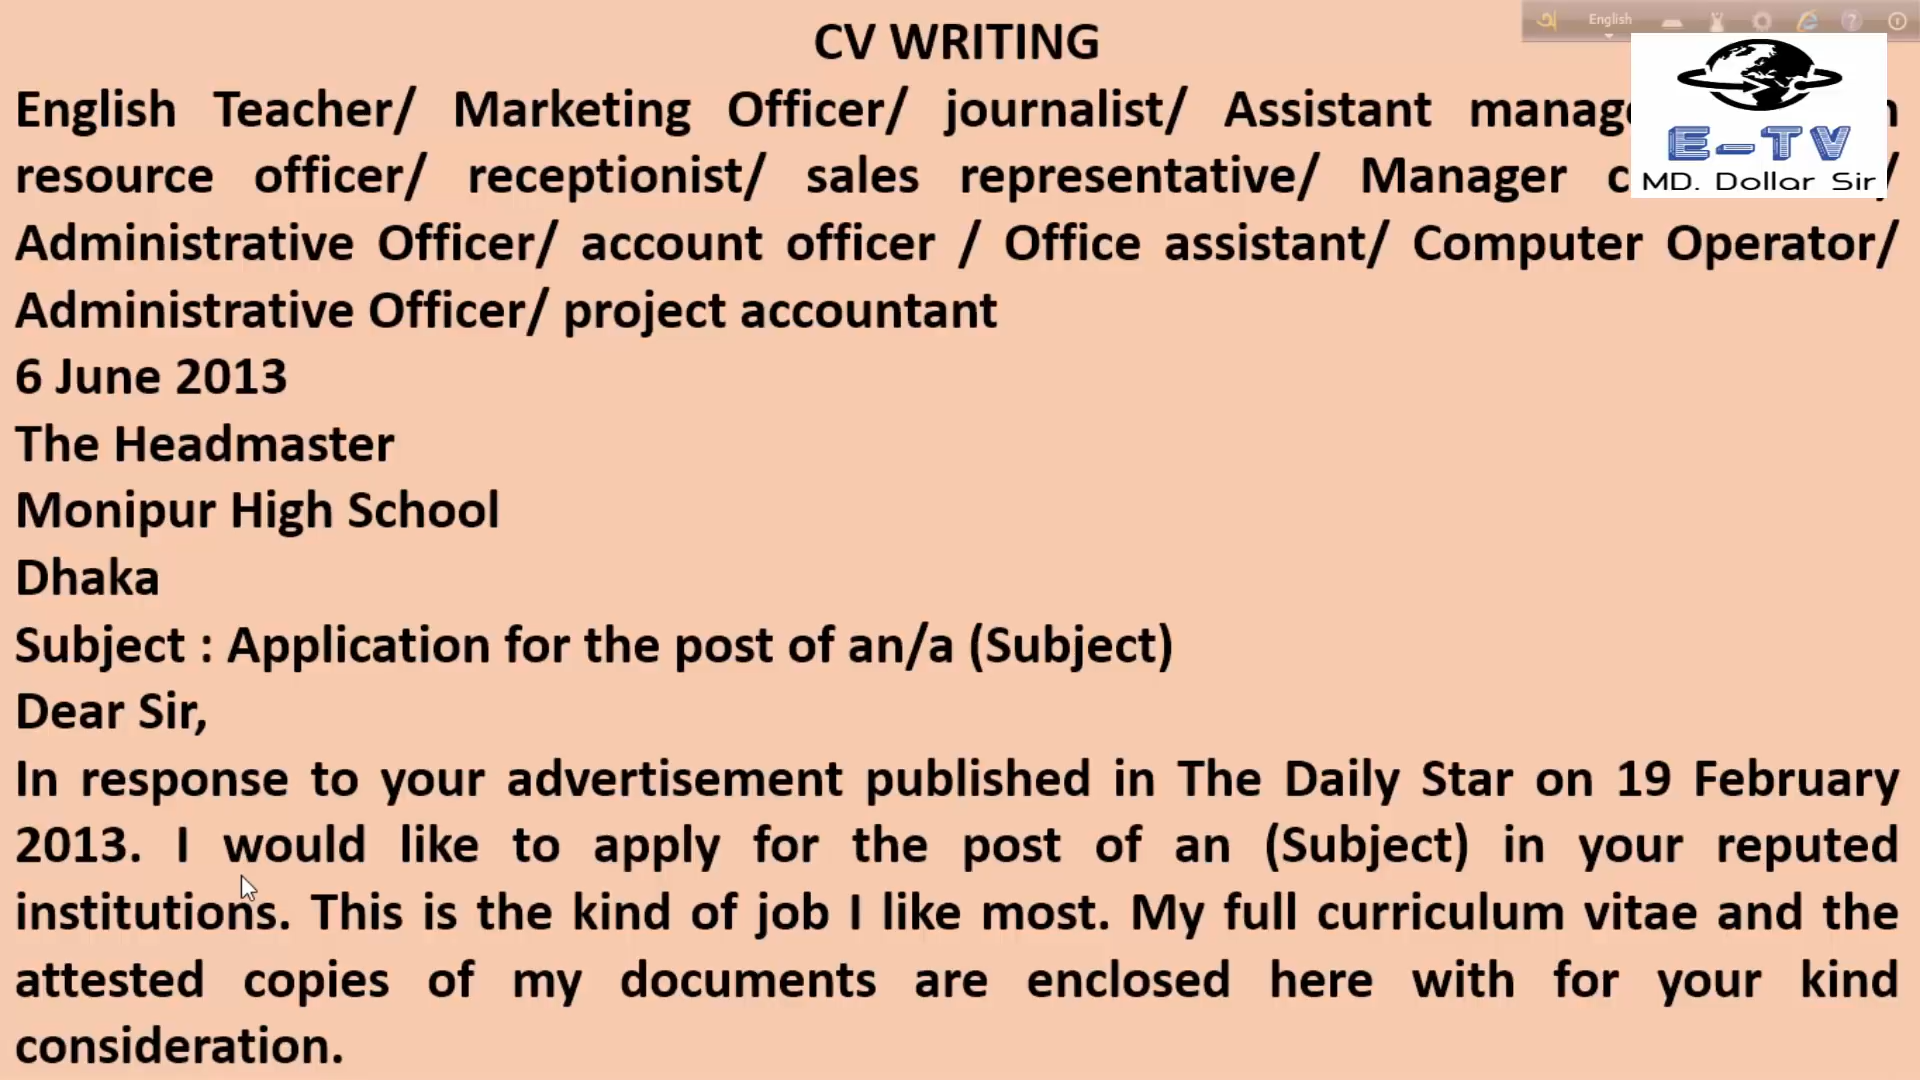 CV WRITING
English
English Teacher/ Marketing Officer/ journalist/ Assistant
resource officer/ receptionist/ sales representative/ Manager
Administrative Officer/ account officer / Office assistant/ Computer Operator/
Administrative Officer/ project accountant
6 June 2013
The Headmaster
Monipur High School
Dhaka
Subject : Application for the post of an/a (Subject)
Dear Sir,
In response to your advertisement published in The Daily Star on 19 February
2013. I would like to apply for the post of an (Subject) in your reputed
institutions. This is the kind of job I like most. My full curriculum vitae and the
attested copies of my documents are enclosed here with for your kind
consideration.
E-TV
MD. Dollar Sir